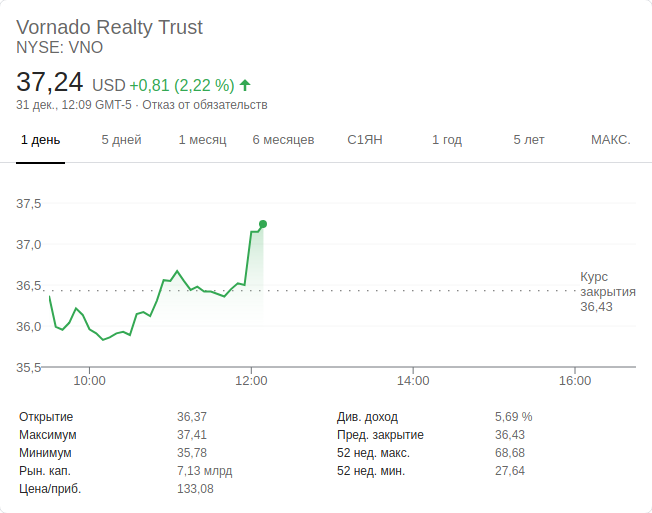 Vornado Realty Trust
NYSE: VNO
37,24 USD +0,81 (2,22 %)
31 дек., 12:09 GMT-5 · Отказ от обязательств
1 день 5 дней 1 месяц 6 месяцев С1ЯН 1 год 5 лет МАКС.
37,5
37,0
36,5
36,0
35,5
Курс
закрытия
36,43
10:00 12:00 14:00 16:00
Открытие 36,37 Див. доход 5,69 %
Максимум 37,41 Пред. закрытие 36,43
Минимум 35,78 52 нед. макс. 68,68
Рын. кап. 7,13 млрд 52 нед. мин. 27,64
Цена/приб. 133,08